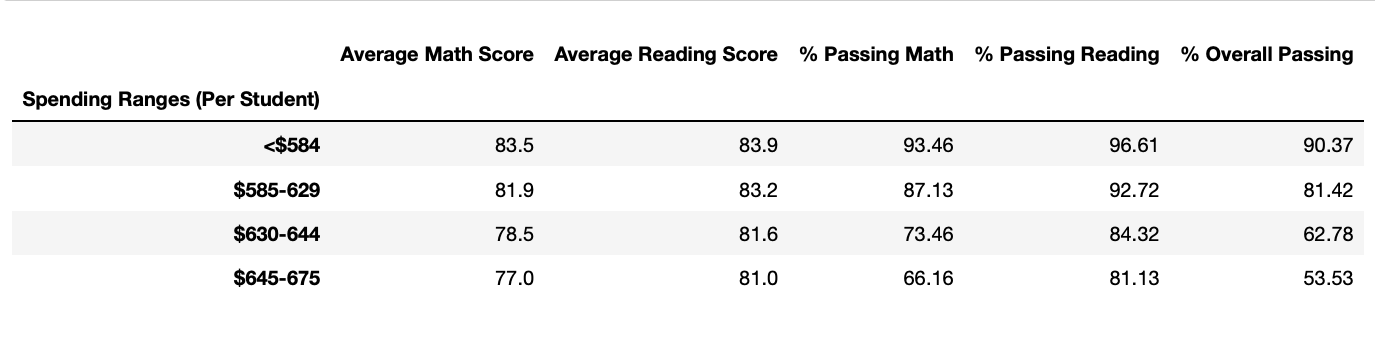 Average Math Score Average Reading Score % Passing Math % Passing Reading % Overall Passing
Spending Ranges (Per Student)
<$584 83.5 83.9 93.46 96.61 90.37
$585-629 81.9 83.2 87.13 92.72 81.42
$630-644 78.5 81.6 73.46 84.32 62.78
$645-675 77.0 81.0 66.16 81.13 53.53